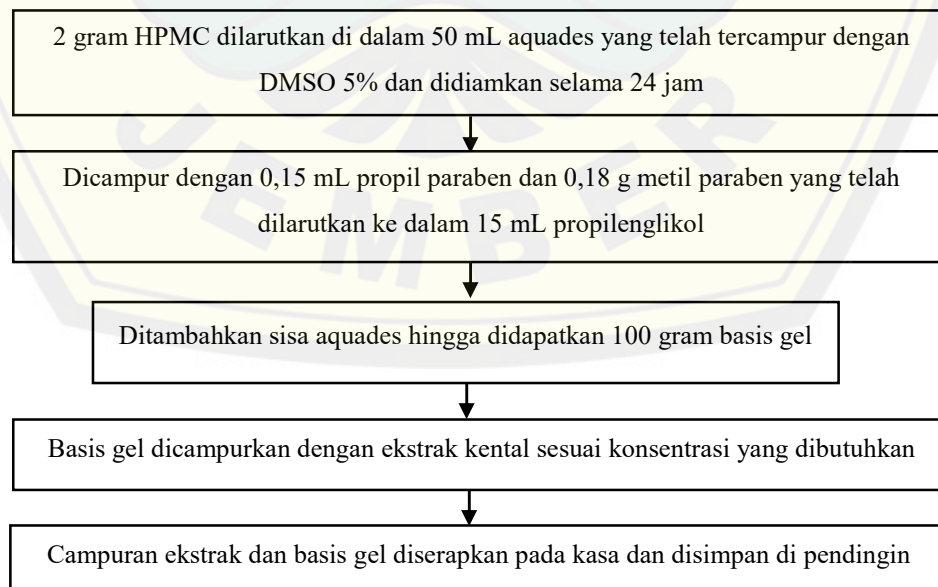 2 gram HPMC dilarutkan di dalam 50 mL aquades yang telah tercampur dengan
DMSO 5% dan didiamkan selama 24 jam
JEMBER
Dicampur dengan 0,15 mL propil paraben dan 0,18 g metil paraben yang telah
dilarutkan ke dalam 15 mL propilenglikol
Ditambahkan sisa aquades hingga didapatkan 100 gram basis gel
Basis gel dicampurkan dengan ekstrak kental sesuai konsentrasi yang dibutuhkan
Campuran ekstrak dan basis gel diserapkan pada kasa dan disimpan di pendingin